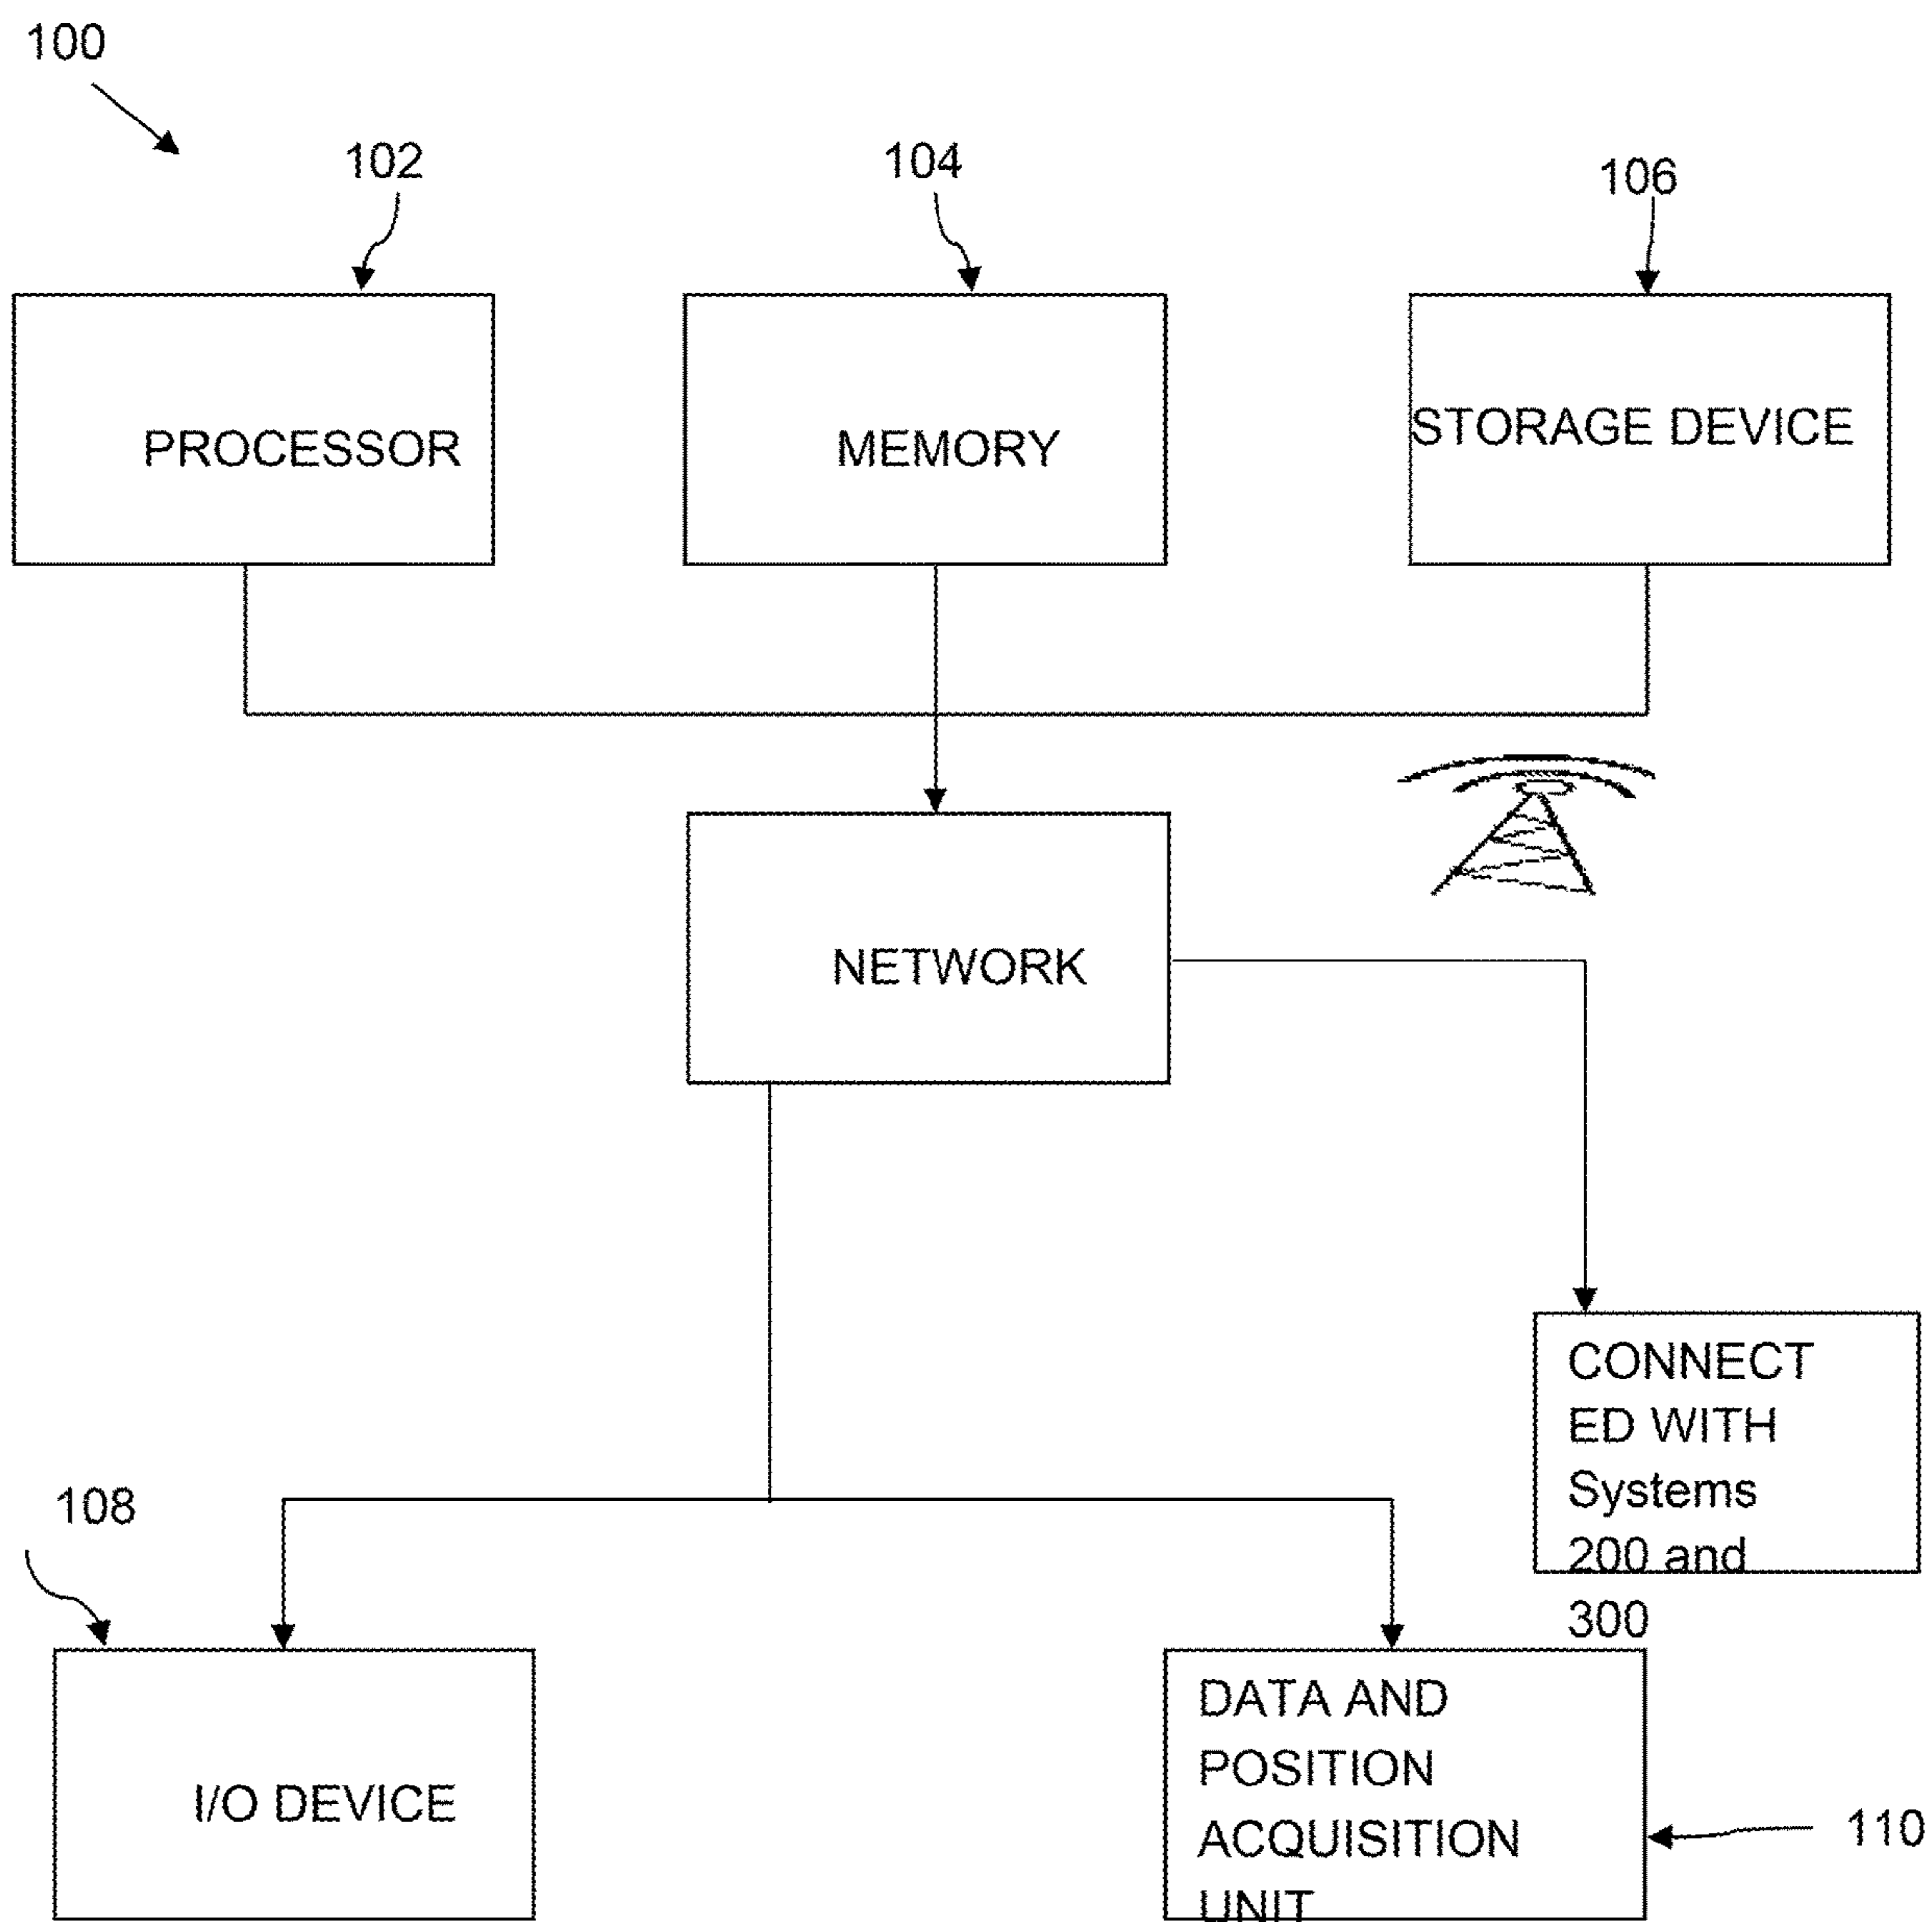 100
102
104
106
PROCESSOR
MEMORY
STORAGE DEVICE
NETWORK
CONNECT
ED WITH
Systems
200 and
300
108
I/O DEVICE
DATA AND
POSITION
ACQUISITION
UNIT
110